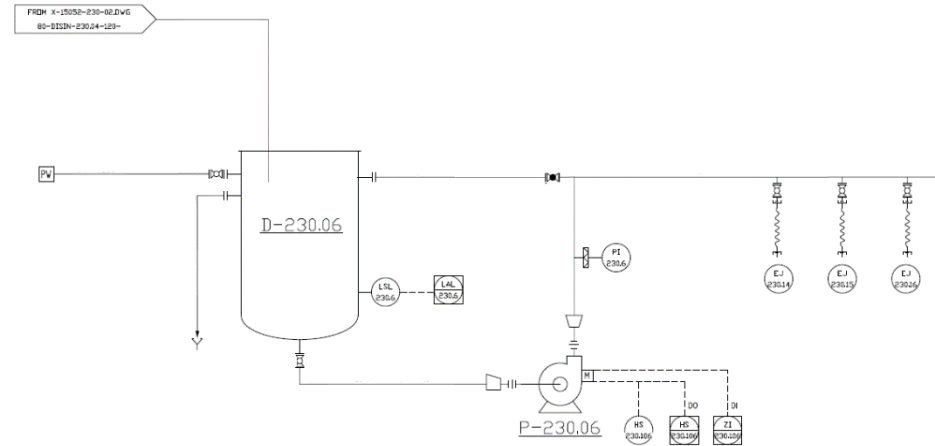 FROM X-15052-230-02.DWG
80-DISIN-230.04-120-
PW
D-230.06
LSL
230.6
LAL
230.6
PI
230.6
EJ
230.14
EJ
230.15
EJ
230.16
M
DO
DI
HS
230.106
HS
230.106
ZI
230.106
P-230.06